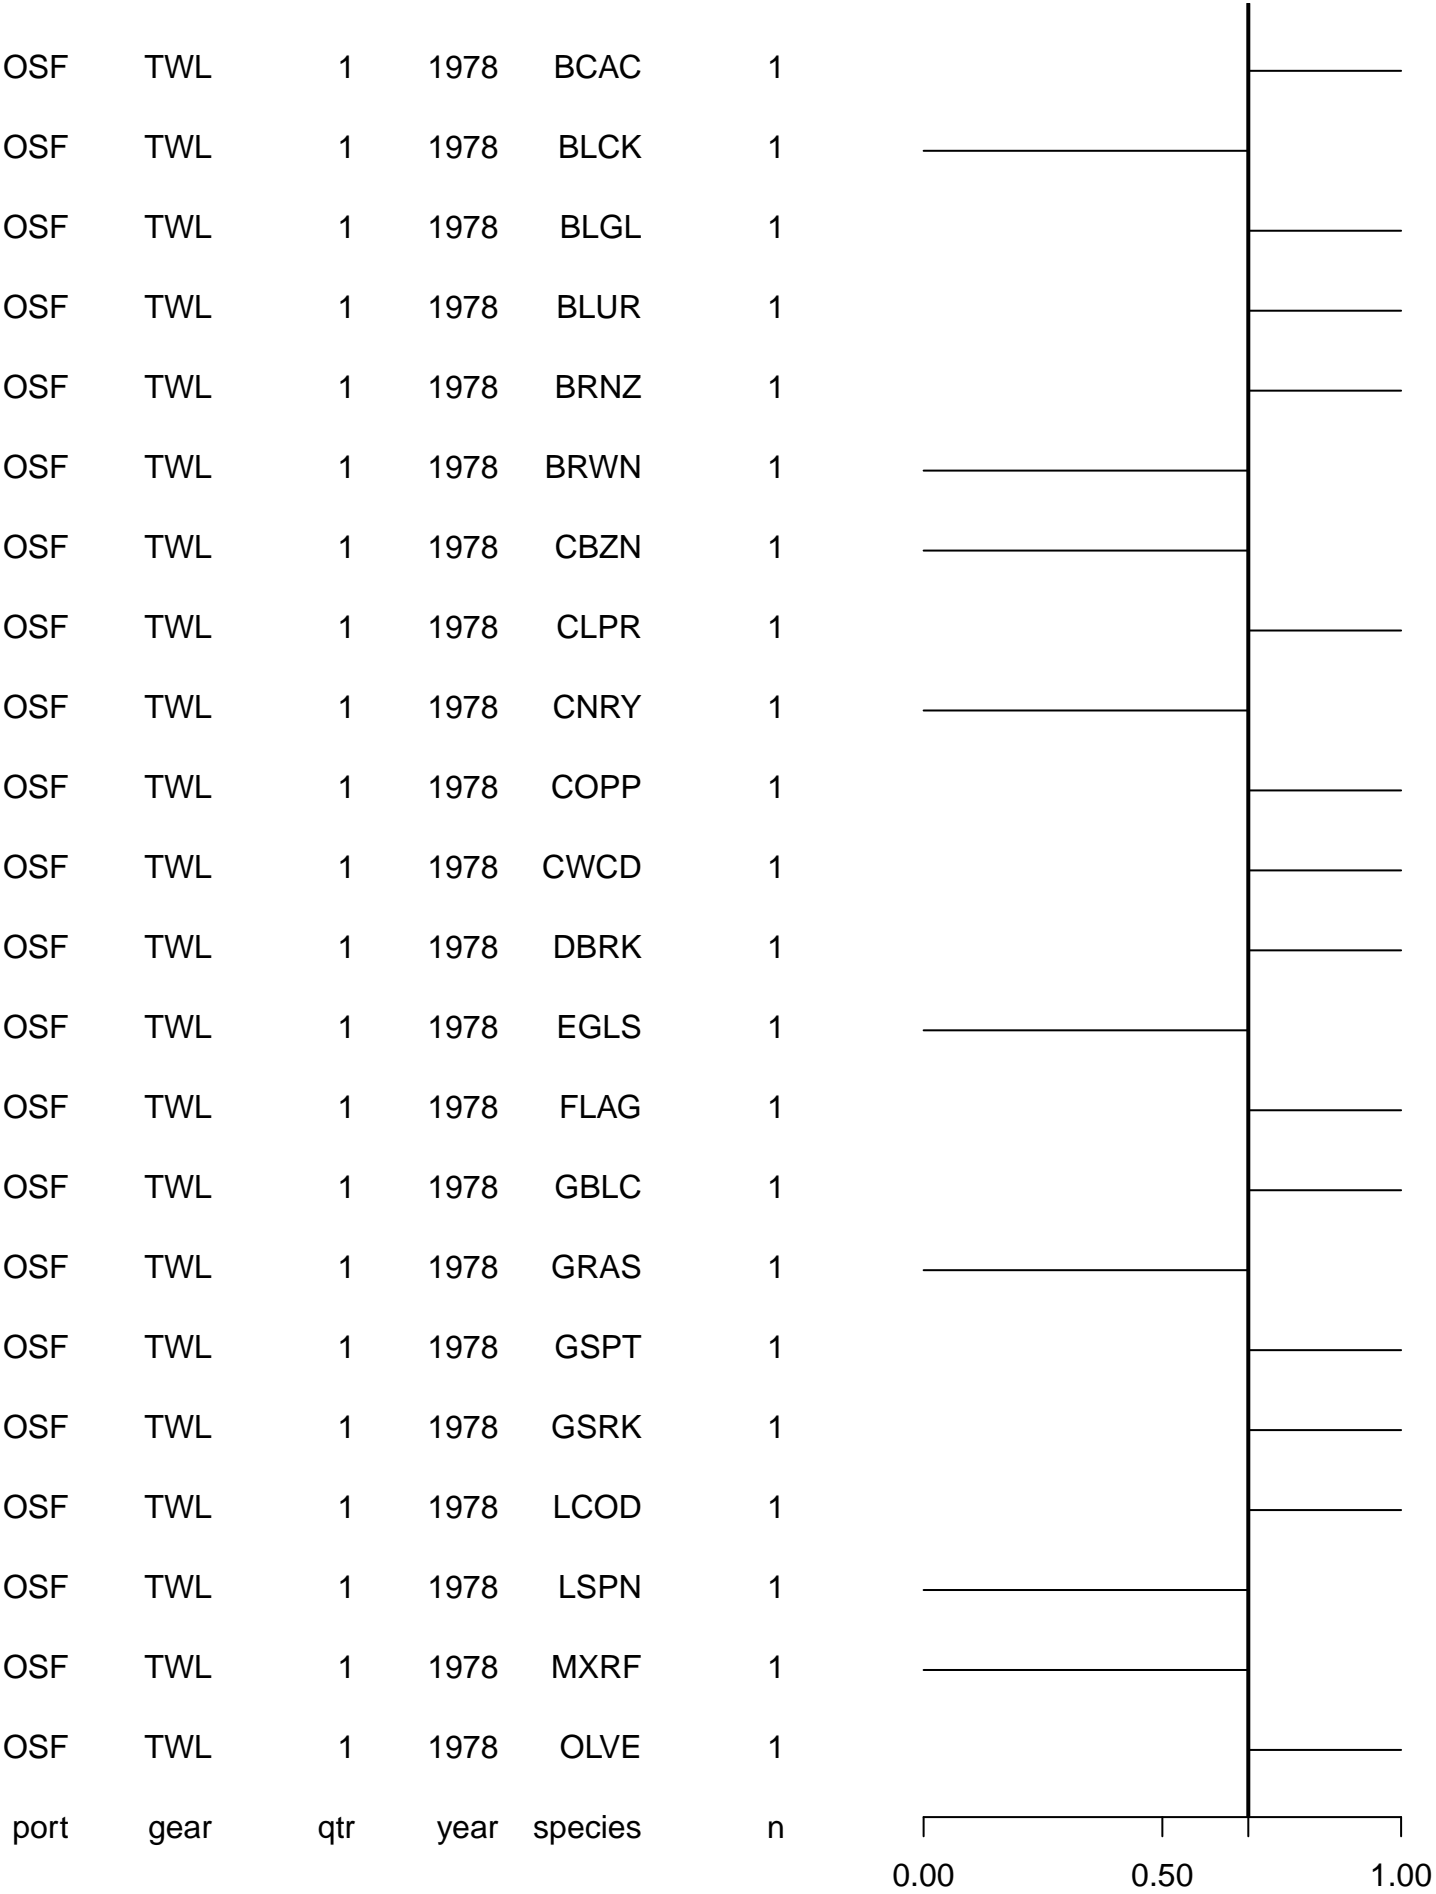 OSF TWL 1 1978 BCAC 1
OSF TWL 1 1978 BLCK 1
OSF TWL 1 1978 BLGL 1
OSF TWL 1 1978 BLUR 1
OSF TWL 1 1978 BRNZ 1
OSF TWL 1 1978 BRWN 1
OSF TWL 1 1978 CBZN 1
OSF TWL 1 1978 CLPR 1
OSF TWL 1 1978 CNRY 1
OSF TWL 1 1978 COPP 1
OSF TWL 1 1978 CWCD 1
OSF TWL 1 1978 DBRK 1
OSF TWL 1 1978 EGLS 1
OSF TWL 1 1978 FLAG 1
OSF TWL 1 1978 GBLC 1
OSF TWL 1 1978 GRAS 1
OSF TWL 1 1978 GSPT 1
OSF TWL 1 1978 GSRK 1
OSF TWL 1 1978 LCOD 1
OSF TWL 1 1978 LSPN 1
OSF TWL 1 1978 MXRF 1
OSF TWL 1 1978 OLVE 1
port gear qtr year species n
0.00 0.50 1.00